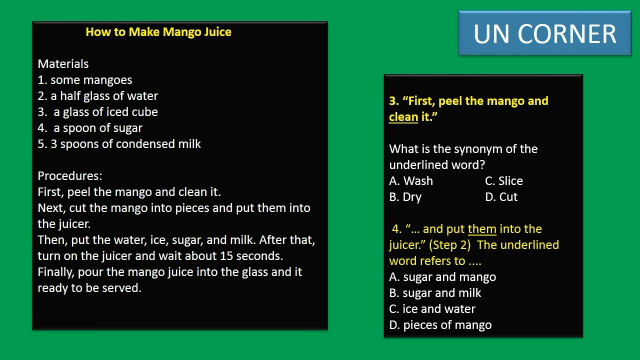 UN CORNER
How to Make Mango Juice
Materials
1. some mangoes
2. a half glass of water
3. a glass of iced cube
4. a spoon of sugar
5. 3 spoons of condensed milk
Procedures:
First, peel the mango and clean it.
Next, cut the mango into pieces and put them into
the juicer.
Then, put the water, ice, sugar, and milk. After that,
turn on the juicer and wait about 15 seconds.
Finally, pour the mango juice into the glass and it
ready to be served.
3. “First, peel the mango and
clean it.”
What is the synonym of the
underlined word?
A. Wash C. Slice
B. Dry D. Cut
4. “... and put them into the
juicer.” (Step 2) The underlined
word refers to ....
A. sugar and mango
B. sugar and milk
C. ice and water
D. pieces of mango